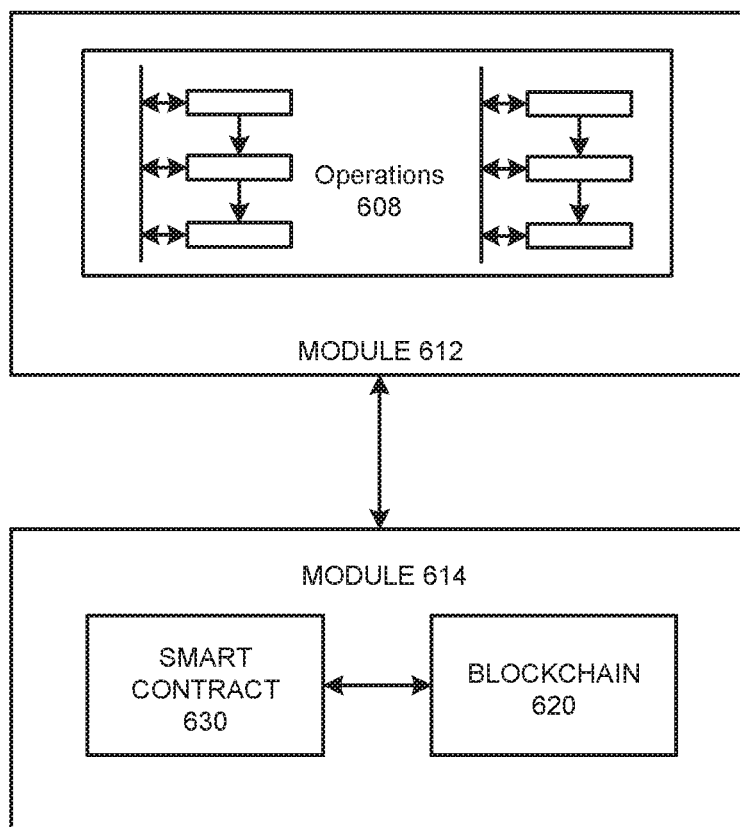 Operations
608
MODULE 612
MODULE 614
SMART
CONTRACT
630
BLOCKCHAIN
620